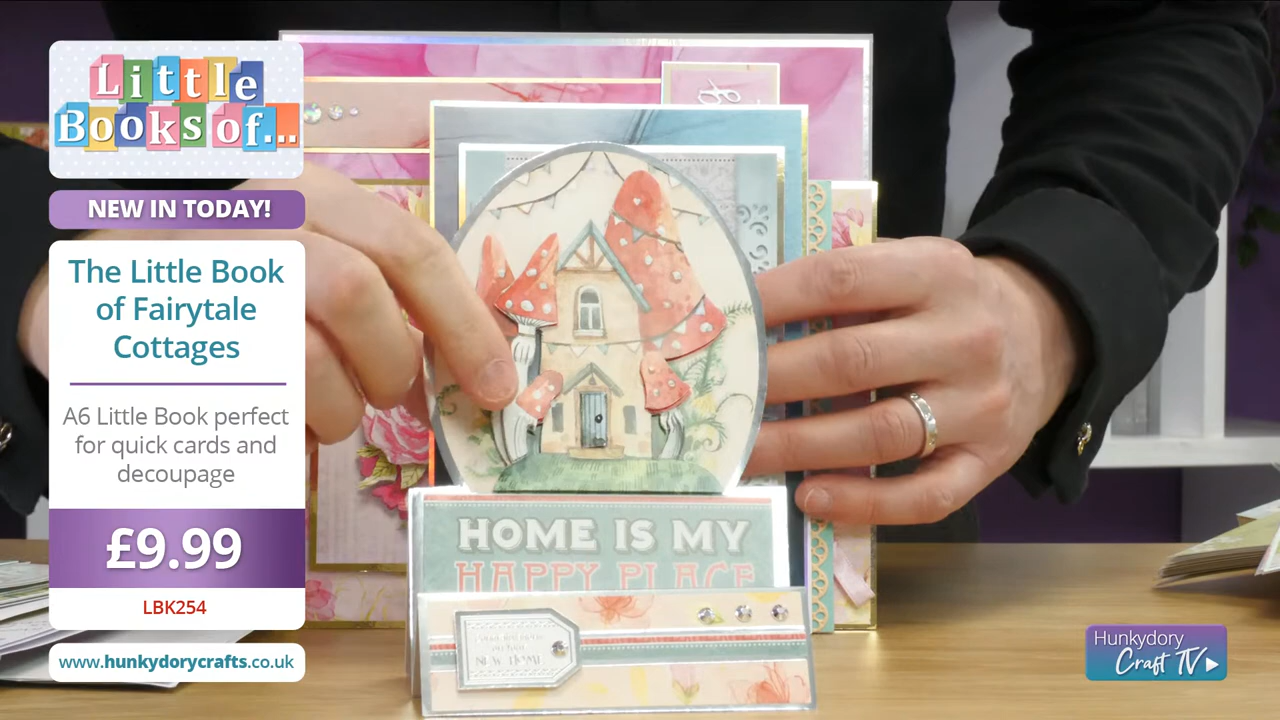 Little
Books of...
NEW IN TODAY!
The Little Book
of Fairytale
Cottages
A6 Little Book perfect
for quick cards and
decoupage
£9.99
LBK254
www.hunkydorycrafts.co.uk
HOME IS MY
HAPPY PLACE
NEW HOME
Hunkydory
Craft TV